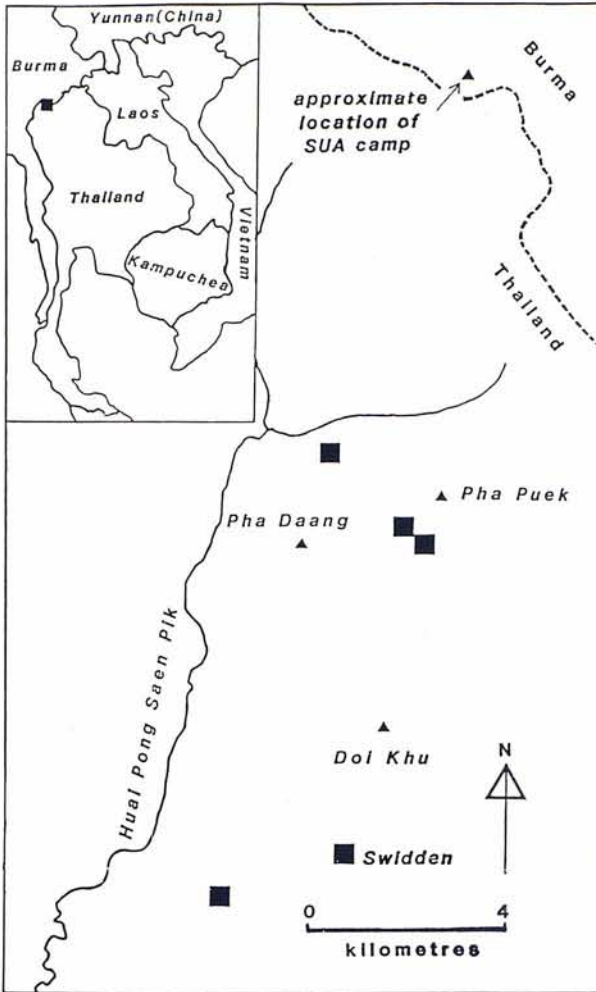 Yunnan(China)
Burma
Laos
Thailand
Vietnam
Kampuchea
Burma
approximate
location of
SUA camp
Thailand
Pha Puek
Pha Daang
Huai Pong Saen Pik
Doi Khu
N
Swidden
0 4
kilometres